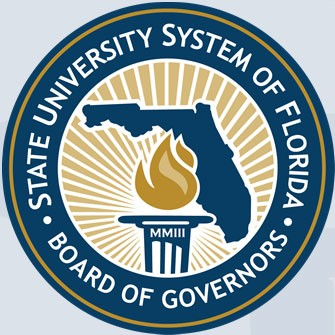 STATE UNIVERSITY SYSTEM OF FLORIDA
BOARD OF GOVERNORS
MMIII